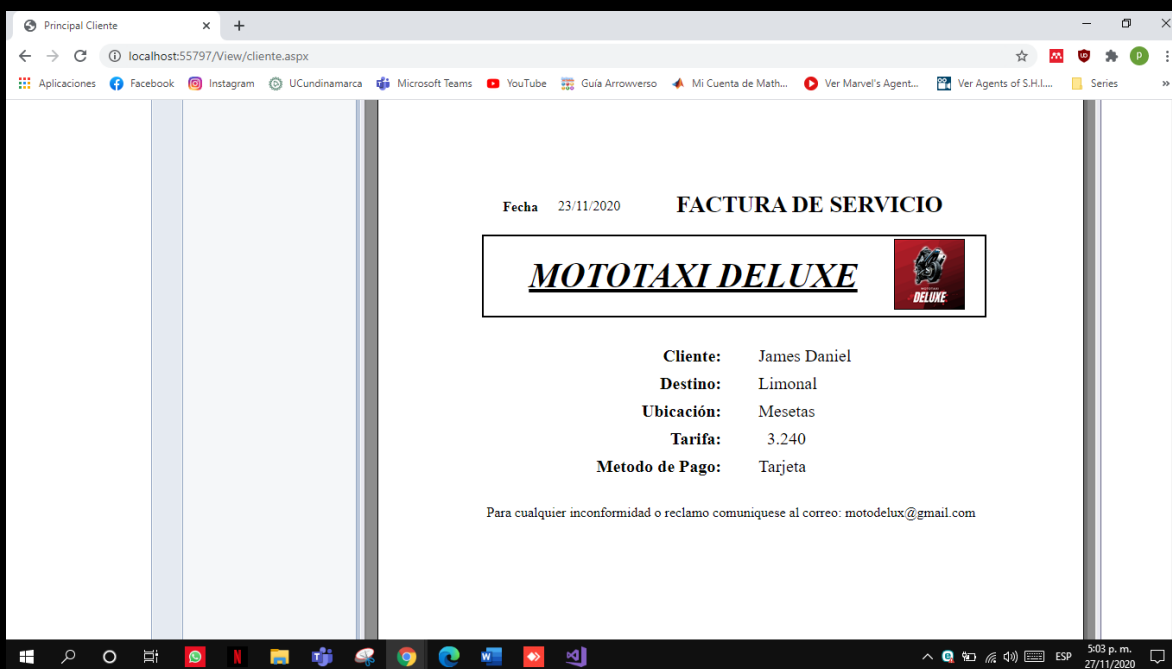 Principal Cliente
localhost:55797/View/cliente.aspx
Aplicaciones Facebook Instagram UCundinamarca Microsoft Teams YouTube Guía Arrowverso Mi Cuenta de Math... Ver Marvel's Agent... Ver Agents of S.H.I.... Series »
Fecha 23/11/2020 FACTURA DE SERVICIO
MOTOTAXI DELUXE
DELUXE
Cliente: James Daniel
Destino: Limonal
Ubicación: Mesetas
Tarifa: 3.240
Metodo de Pago: Tarjeta
Para cualquier inconformidad o reclamo comuniquese al correo: motodelux@gmail.com
ESP 5:03 p. m.
27/11/2020